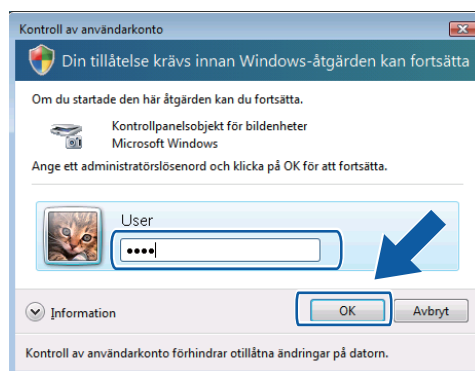 Kontroll av användarkonto
Din tillåtelse krävs innan Windows-åtgärden kan fortsätta
Om du startade den här åtgärden kan du fortsätta.
Kontrollpanelsobjekt för bildenheter
Microsoft Windows
Ange ett administratörslösenord och klicka på OK för att fortsätta.
User
••••
Information
OK
Avbryt
Kontroll av användarkonto förhindrar otillåtna ändringar på datorn.